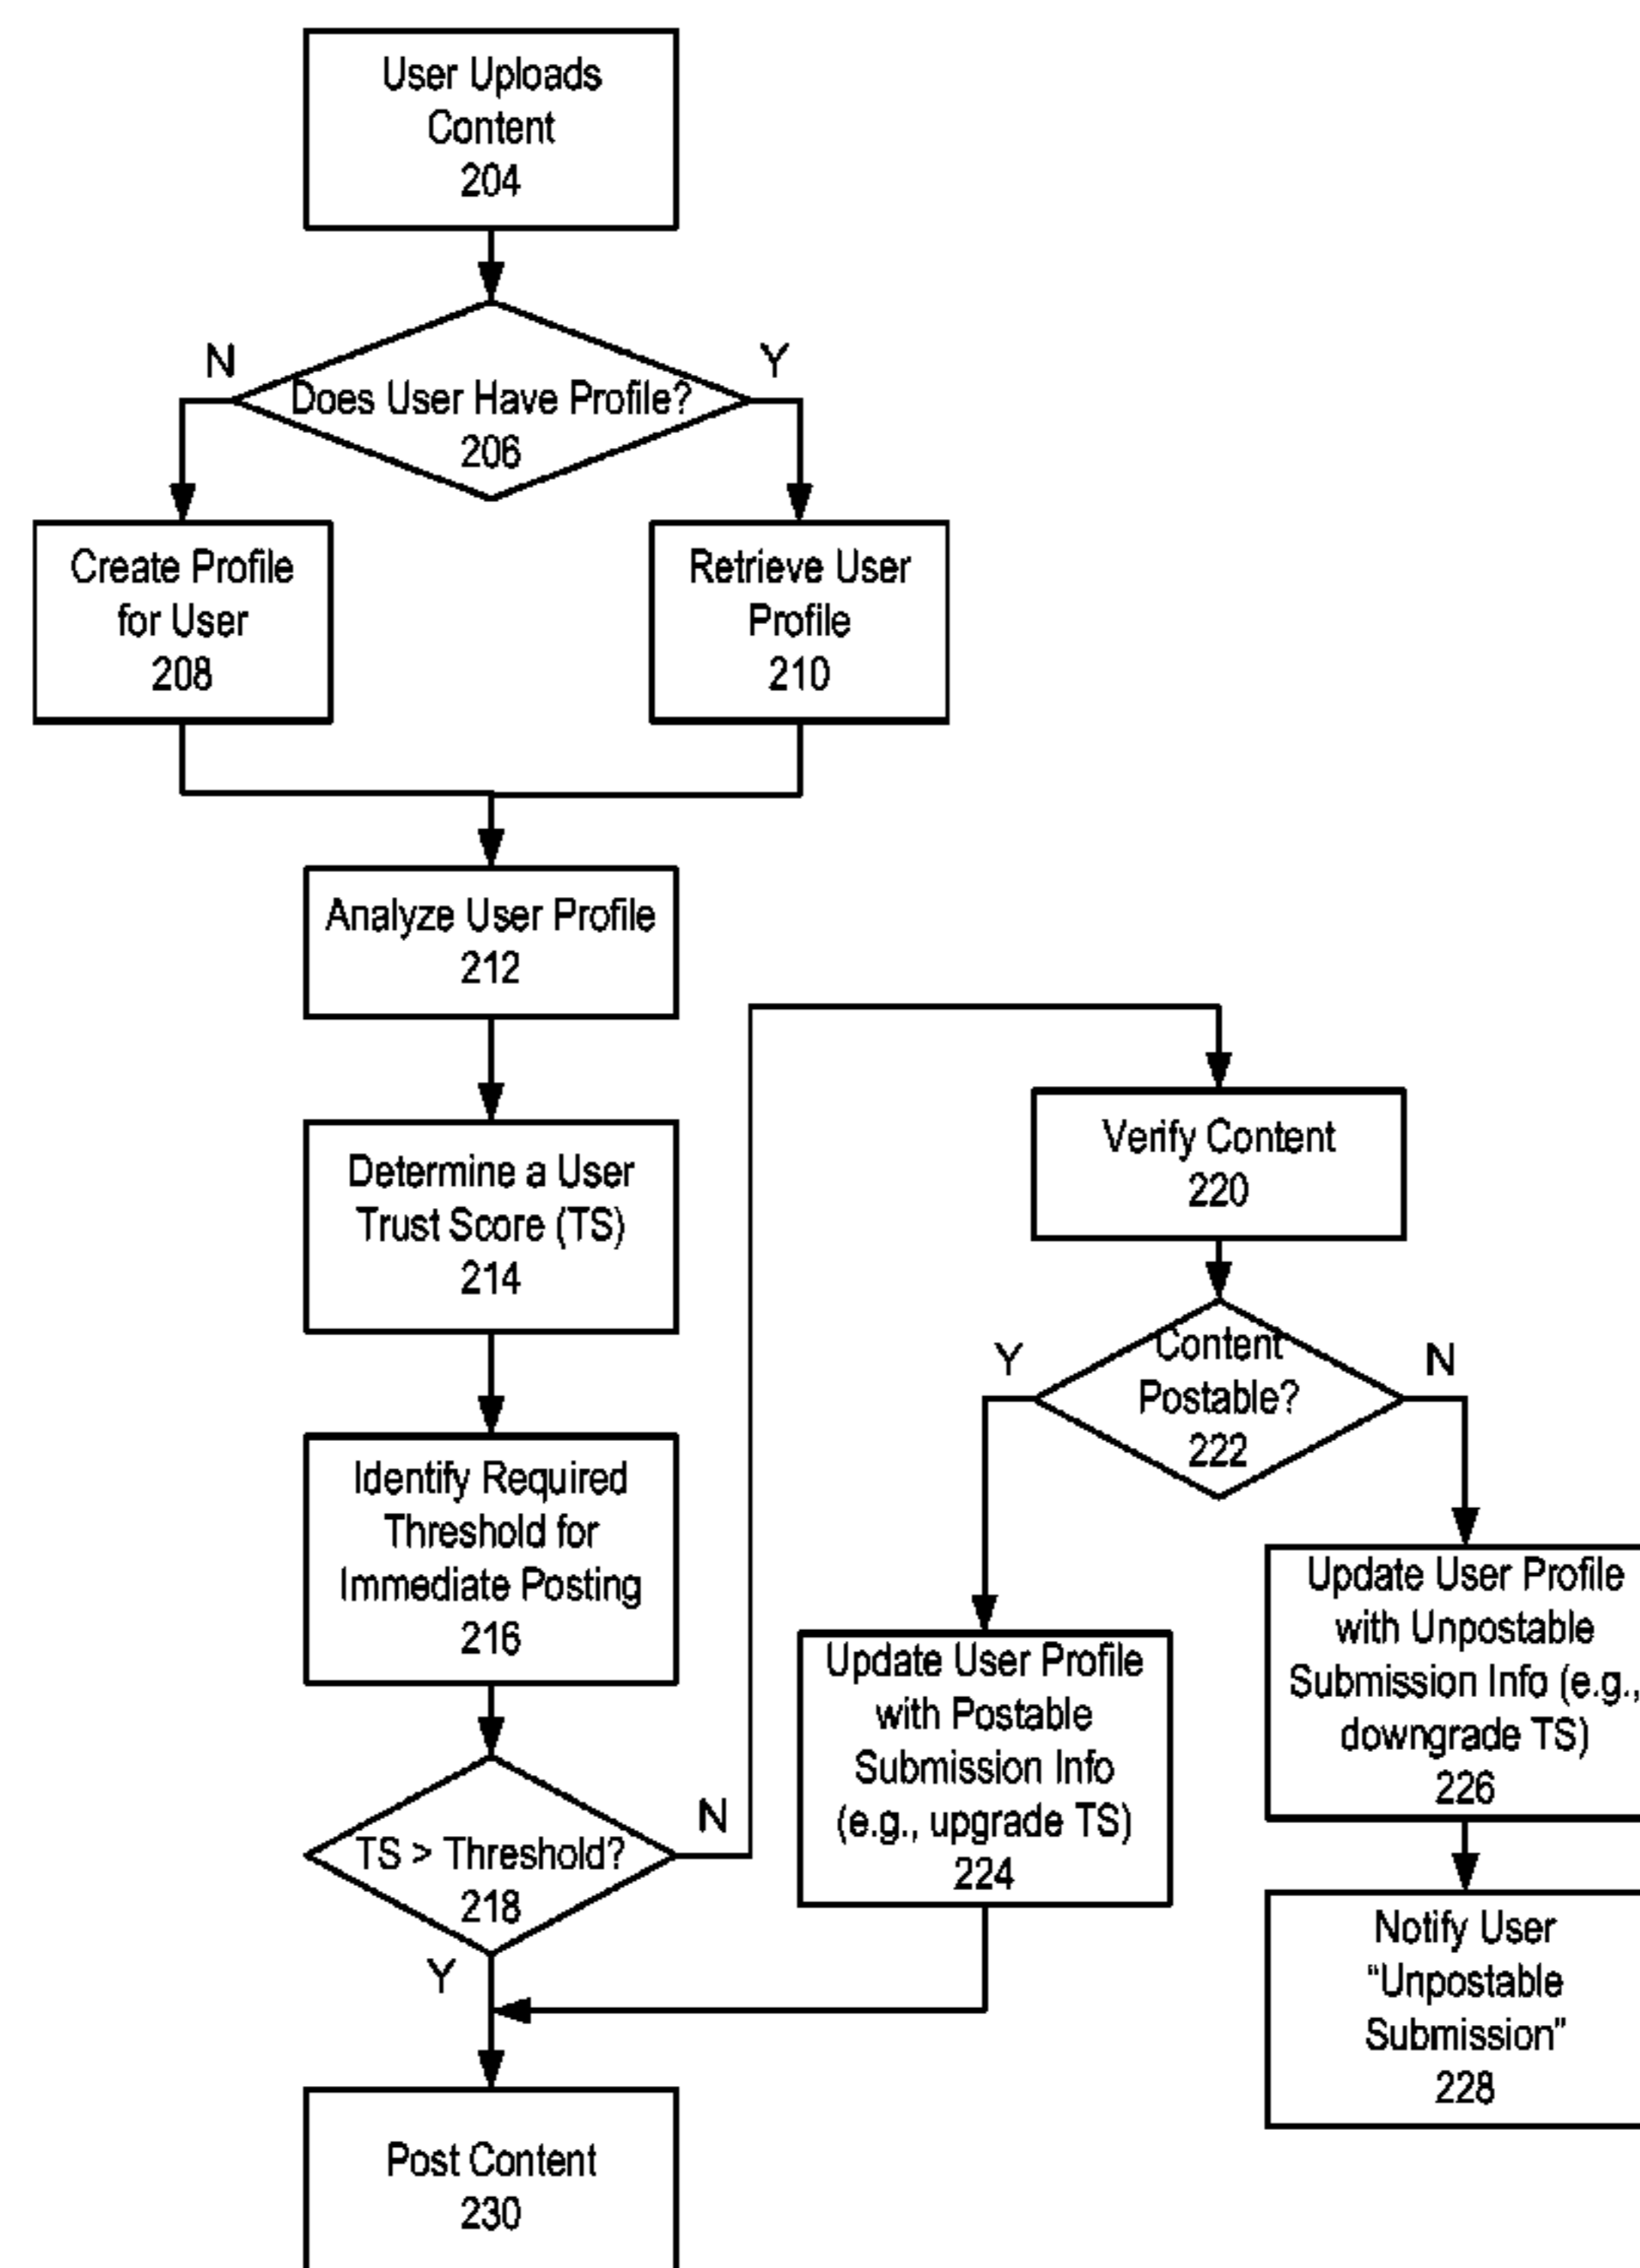 User Uploads
Content
204
N
Y
Does User Have Profile?
206
Create Profile
for User
208
Retrieve User
Profile
210
Analyze User Profile
212
Determine a User
Trust Score (TS)
214
Identify Required
Threshold for
Immediate Posting
216
TS > Threshold?
218
N
Y
Verify Content
220
Content
Postable?
222
Y
N
Update User Profile
with Postable
Submission Info
(e.g., upgrade TS)
224
Update User Profile
with Unpostable
Submission Info (e.g.,
downgrade TS)
226
Notify User
“Unpostable
Submission”
228
Post Content
230